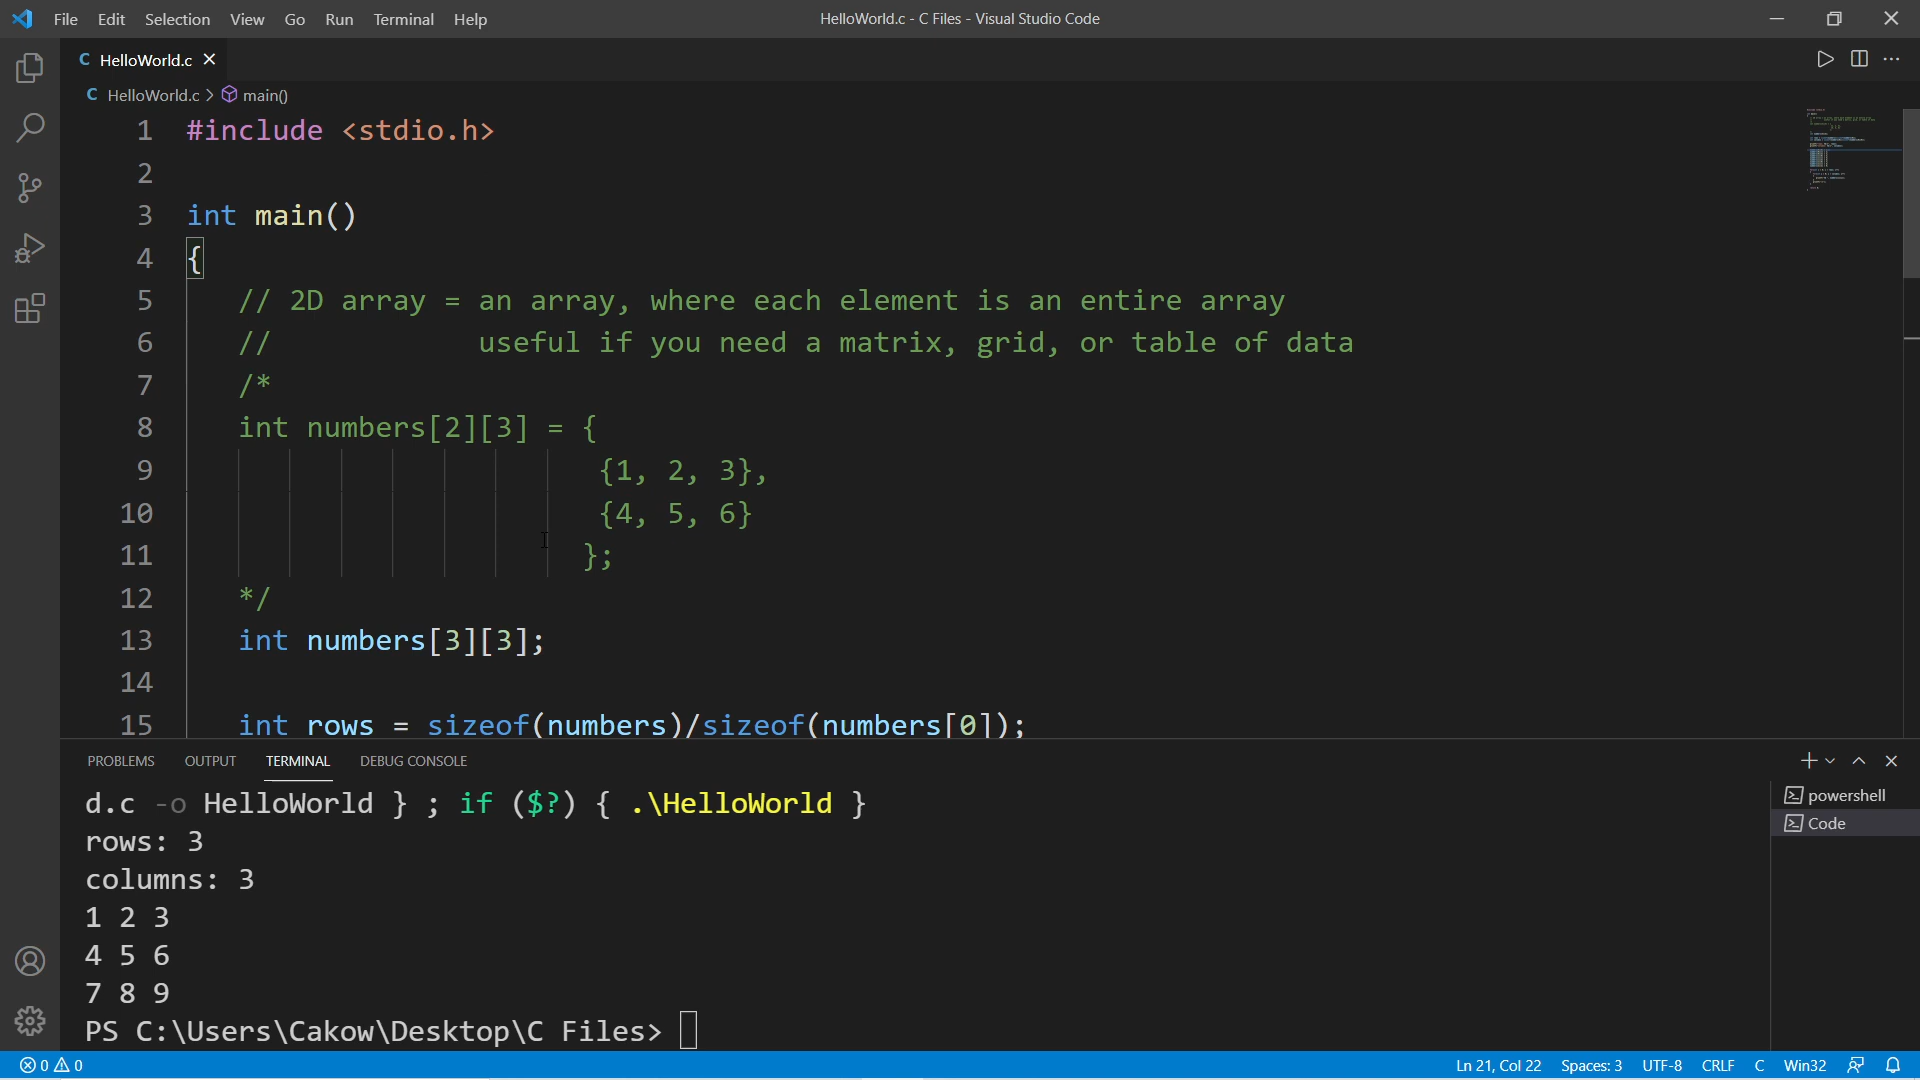 File Edit Selection View Go Run Terminal Help HelloWorld.c - C Files - Visual Studio Code
C HelloWorld.c
C HelloWorld.c > main()
1 #include <stdio.h>
2
3 int main()
4 {
5 // 2D array = an array, where each element is an entire array
6 // useful if you need a matrix, grid, or table of data
7 /*
8 int numbers[2][3] = {
9 {1, 2, 3},
10 {4, 5, 6}
11 };
12 */
13 int numbers[3][3];
14
15 int rows = sizeof(numbers)/sizeof(numbers[0]);
PROBLEMS OUTPUT TERMINAL DEBUG CONSOLE
d.c -o HelloWorld } ; if ($?) { .\HelloWorld }
rows: 3
columns: 3
1 2 3
4 5 6
7 8 9
PS C:\Users\Cakow\Desktop\C Files>
powershell
Code
0 0 Ln 21, Col 22 Spaces: 3 UTF-8 CRLF C Win32